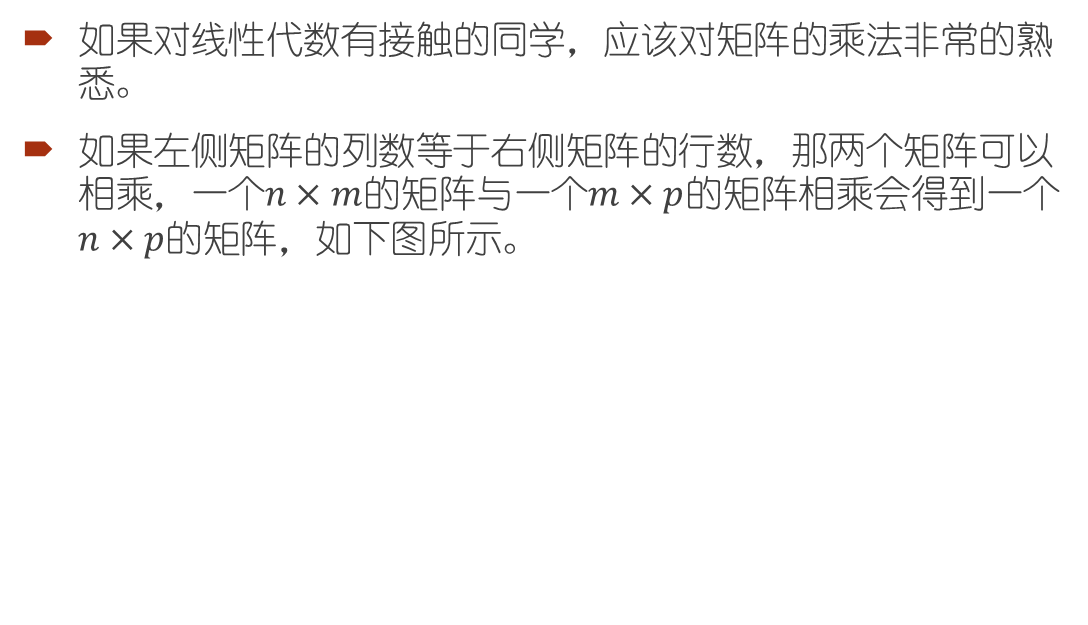 如果对线性代数有接触的同学，应该对矩阵的乘法非常的熟
悉。
如果左侧矩阵的列数等于右侧矩阵的行数，那两个矩阵可以
相乘，一个n × m的矩阵与一个m × p的矩阵相乘会得到一个
n × p的矩阵，如下图所示。